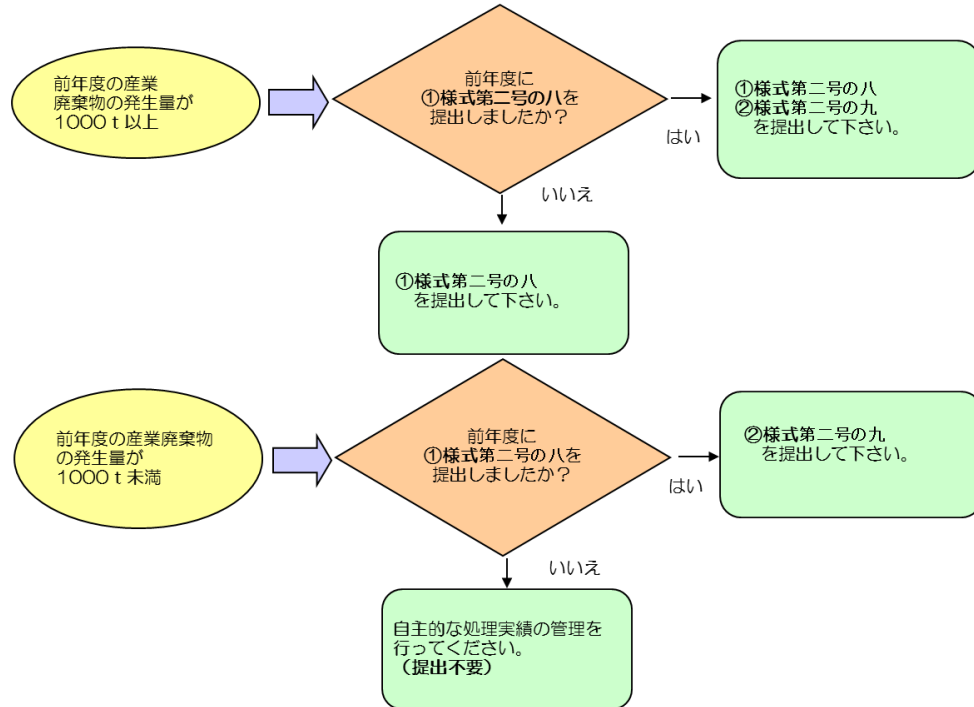 前年度の産業
廃棄物の発生量が
1000ｔ以上
前年度に
①様式第二号の八を
提出しましたか？
はい
①様式第二号の八
②様式第二号の九
を提出して下さい。
いいえ
①様式第二号の八
を提出して下さい。
前年度の産業廃棄物
の発生量が
1000ｔ未満
前年度に
①様式第二号の八を
提出しましたか？
はい
②様式第二号の九
を提出して下さい。
いいえ
自主的な処理実績の管理を
行ってください。
（提出不要）